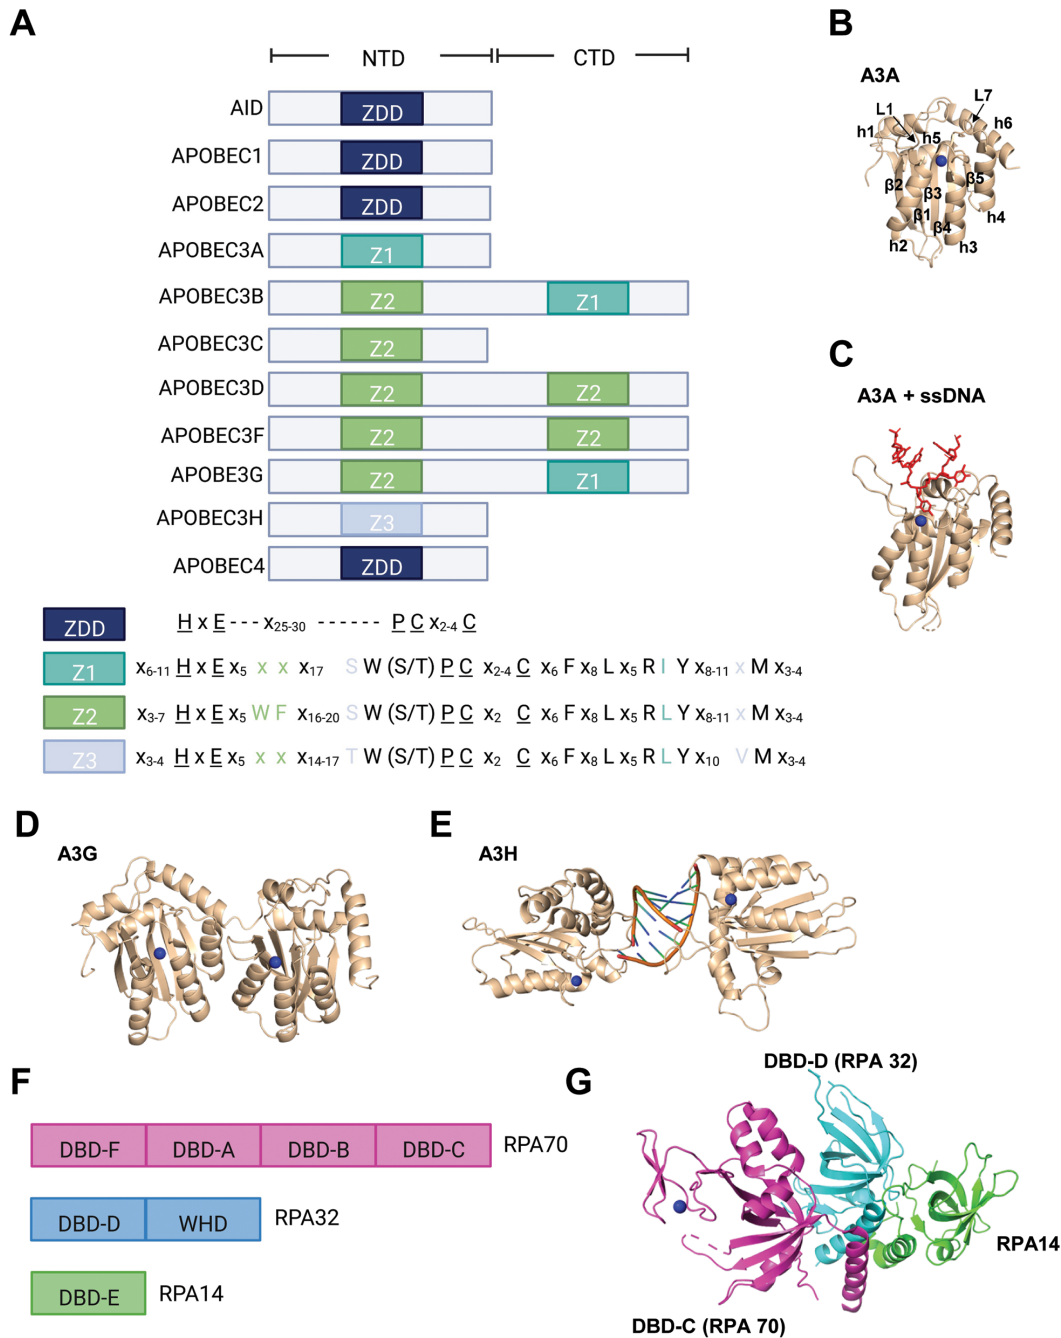 A
NTD
CTD
AID
ZDD
APOBEC1
ZDD
APOBEC2
ZDD
APOBEC3A
Z1
APOBEC3B
Z2
Z1
APOBEC3C
Z2
APOBEC3D
Z2
Z2
APOBEC3F
Z2
Z2
APOBE3G
Z2
Z1
APOBEC3H
Z3
APOBEC4
ZDD
ZDD H x E - - - x25-30 - - - - - - P C x2-4 C
Z1 x6-11 H x E x5 x x x17 S W (S/T) P C x2-4 C x6 F x8 L x5 R I Y x8-11 x M x3-4
Z2 x3-7 H x E x5 W F x16-20 S W (S/T) P C x2 C x6 F x8 L x5 R L Y x8-11 x M x3-4
Z3 x3-4 H x E x5 x x x14-17 T W (S/T) P C x2 C x6 F x8 L x5 R L Y x10 V M x3-4
B
A3A
L1
L7
h1
h5
h6
β2
β3
β5
β1
β4
h4
h2
h3
C
A3A + ssDNA
D
A3G
E
A3H
F
DBD-F
DBD-A
DBD-B
DBD-C
RPA70
DBD-D
WHD
RPA32
DBD-E
RPA14
G
DBD-D (RPA 32)
RPA14
DBD-C (RPA 70)